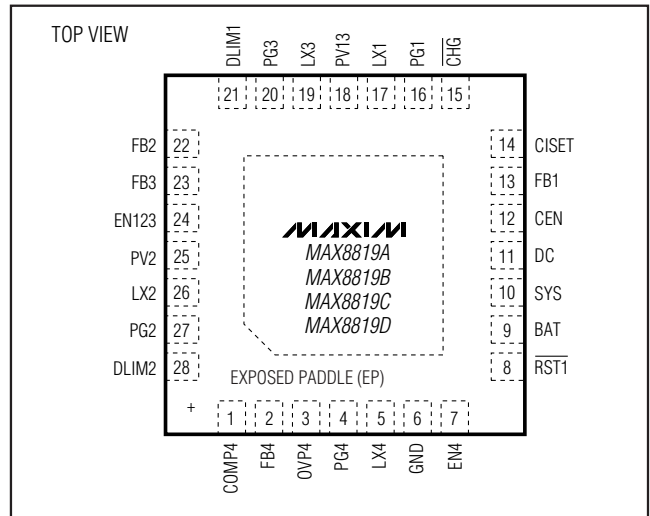 TOP VIEW
DLIM1 PG3 LX3 PV13 LX1 PG1 CHG
21 20 19 18 17 16 15
FB2 22
FB3 23
EN123 24
PV2 25
LX2 26
PG2 27
DLIM2 28
MAXIM
MAX8819A
MAX8819B
MAX8819C
MAX8819D
EXPOSED PADDLE (EP)
14 CISET
13 FB1
12 CEN
11 DC
10 SYS
9 BAT
8 RST1
+
1 2 3 4 5 6 7
COMP4 FB4 OVP4 PG4 LX4 GND EN4